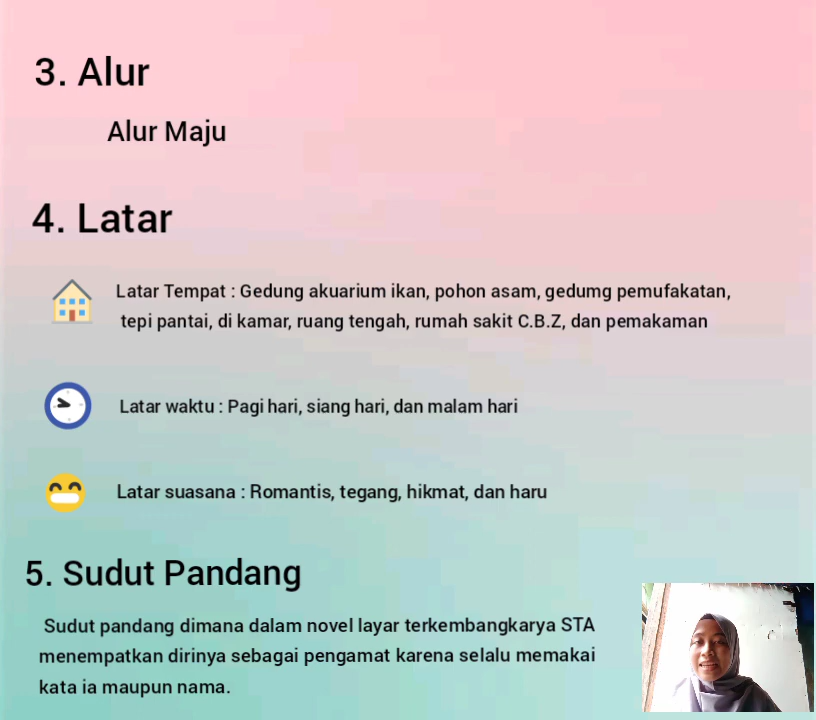 3. Alur
Alur Maju
4. Latar
Latar Tempat : Gedung akuarium ikan, pohon asam, gedumg pemufakatan,
tepi pantai, di kamar, ruang tengah, rumah sakit C.B.Z, dan pemakaman
Latar waktu : Pagi hari, siang hari, dan malam hari
Latar suasana : Romantis, tegang, hikmat, dan haru
5. Sudut Pandang
Sudut pandang dimana dalam novel layar terkembangkarya STA
menempatkan dirinya sebagai pengamat karena selalu memakai
kata ia maupun nama.